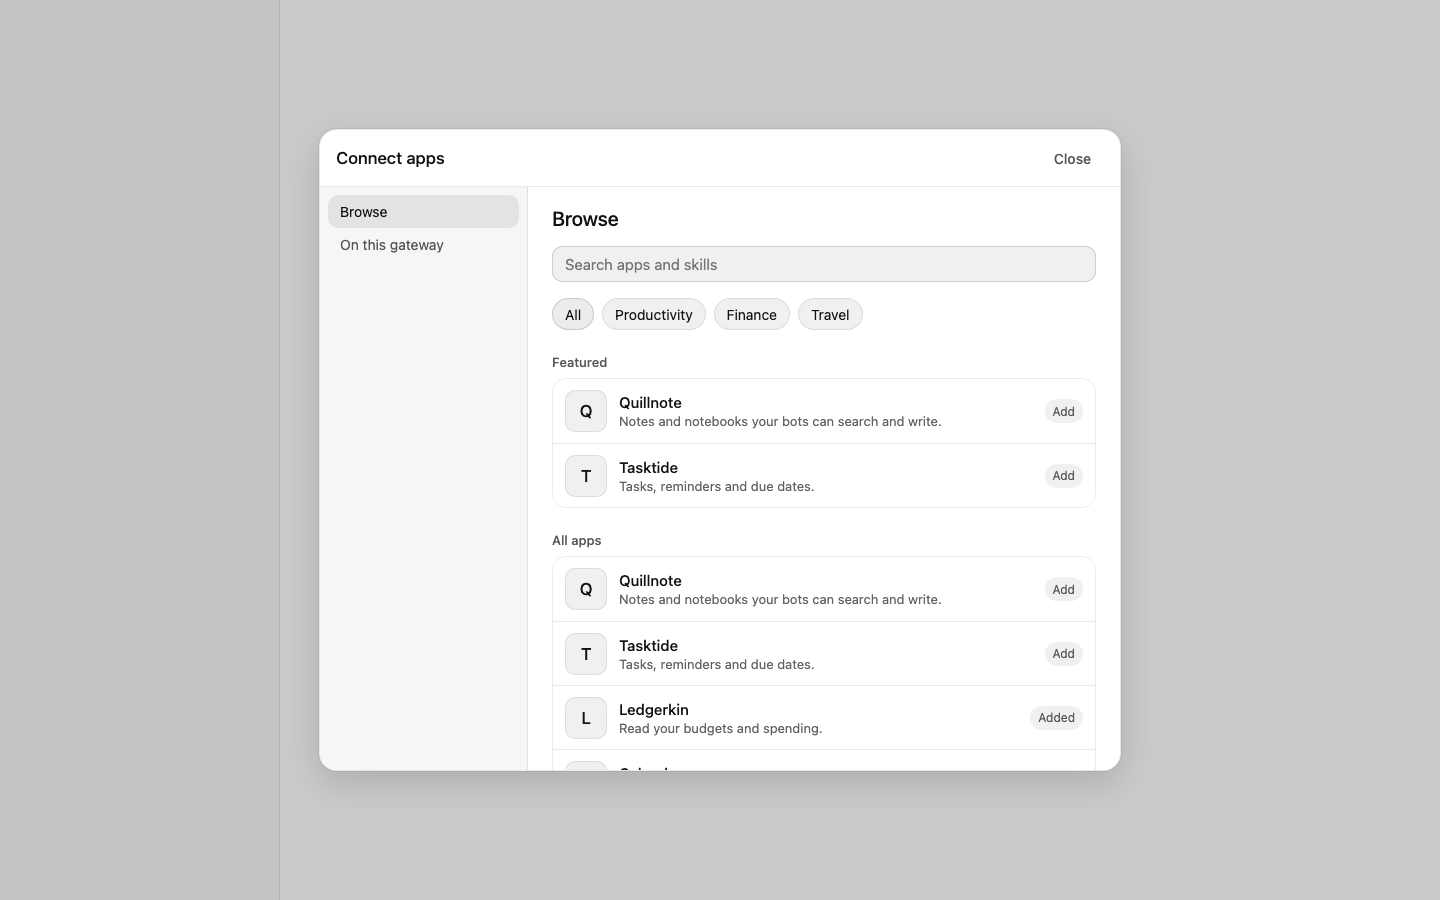 Connect apps
Close
Browse
On this gateway
Browse
Search apps and skills
All
Productivity
Finance
Travel
Featured
Q
Quillnote
Notes and notebooks your bots can search and write.
Add
T
Tasktide
Tasks, reminders and due dates.
Add
All apps
Q
Quillnote
Notes and notebooks your bots can search and write.
Add
T
Tasktide
Tasks, reminders and due dates.
Add
L
Ledgerkin
Read your budgets and spending.
Added